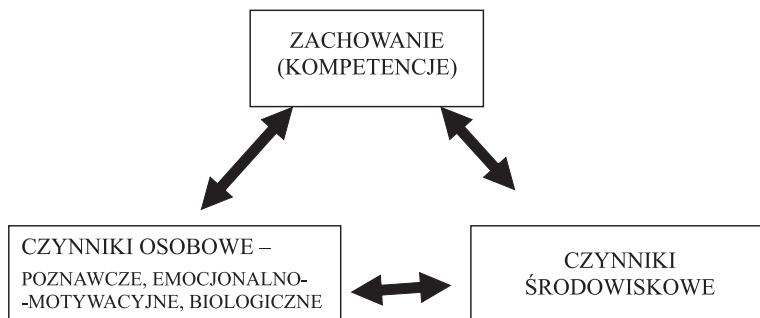 ZACHOWANIE
(KOMPETENCJE)
CZYNNIKI OSOBOWE –
POZNAWCZE, EMOCJONALNO-
-MOTYWACYJNE, BIOLOGICZNE
CZYNNIKI
ŚRODOWISKOWE